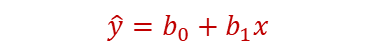 ŷ = b₀ + b₁x